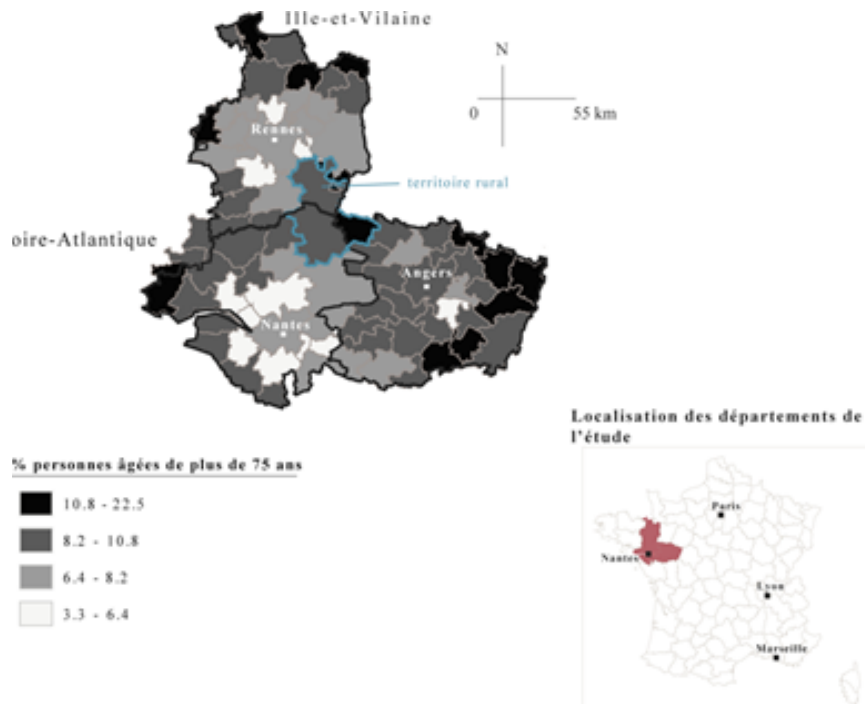 Ille-et-Vilaine
N
0 55 km
Rennes
territoire rural
oire-Atlantique
Angers
Nantes
Localisation des départements de
l'étude
% personnes âgées de plus de 75 ans
10.8 - 22.5
8.2 - 10.8
6.4 - 8.2
3.3 - 6.4
Paris
Nantes
Lyon
Marseille